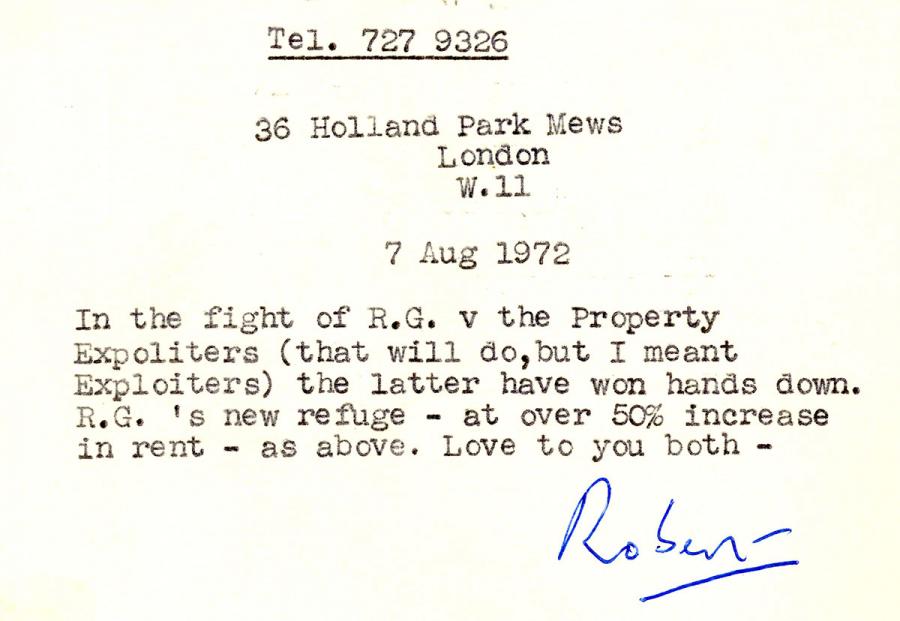 Tel. 727 9326
36 Holland Park Mews
London
W.11
7 Aug 1972
In the fight of R.G. v the Property
Expoliters (that will do,but I meant
Exploiters) the latter have won hands down.
R.G. 's new refuge - at over 50% increase
in rent - as above. Love to you both -
Robert